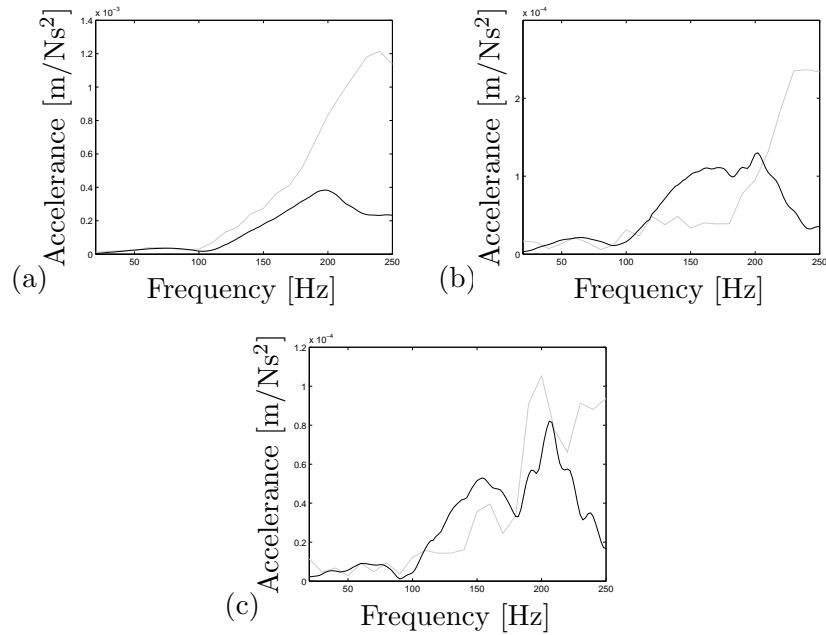 x 10⁻³
1.4
1.2
1
0.8
0.6
0.4
0.2
0
50 100 150 200 250
Accelerance [m/Ns²]
Frequency [Hz]
(a)
x 10⁻⁴
2
1
0
50 100 150 200 250
Accelerance [m/Ns²]
Frequency [Hz]
(b)
x 10⁻⁴
1.2
1
0.8
0.6
0.4
0.2
0
50 100 150 200 250
Accelerance [m/Ns²]
Frequency [Hz]
(c)